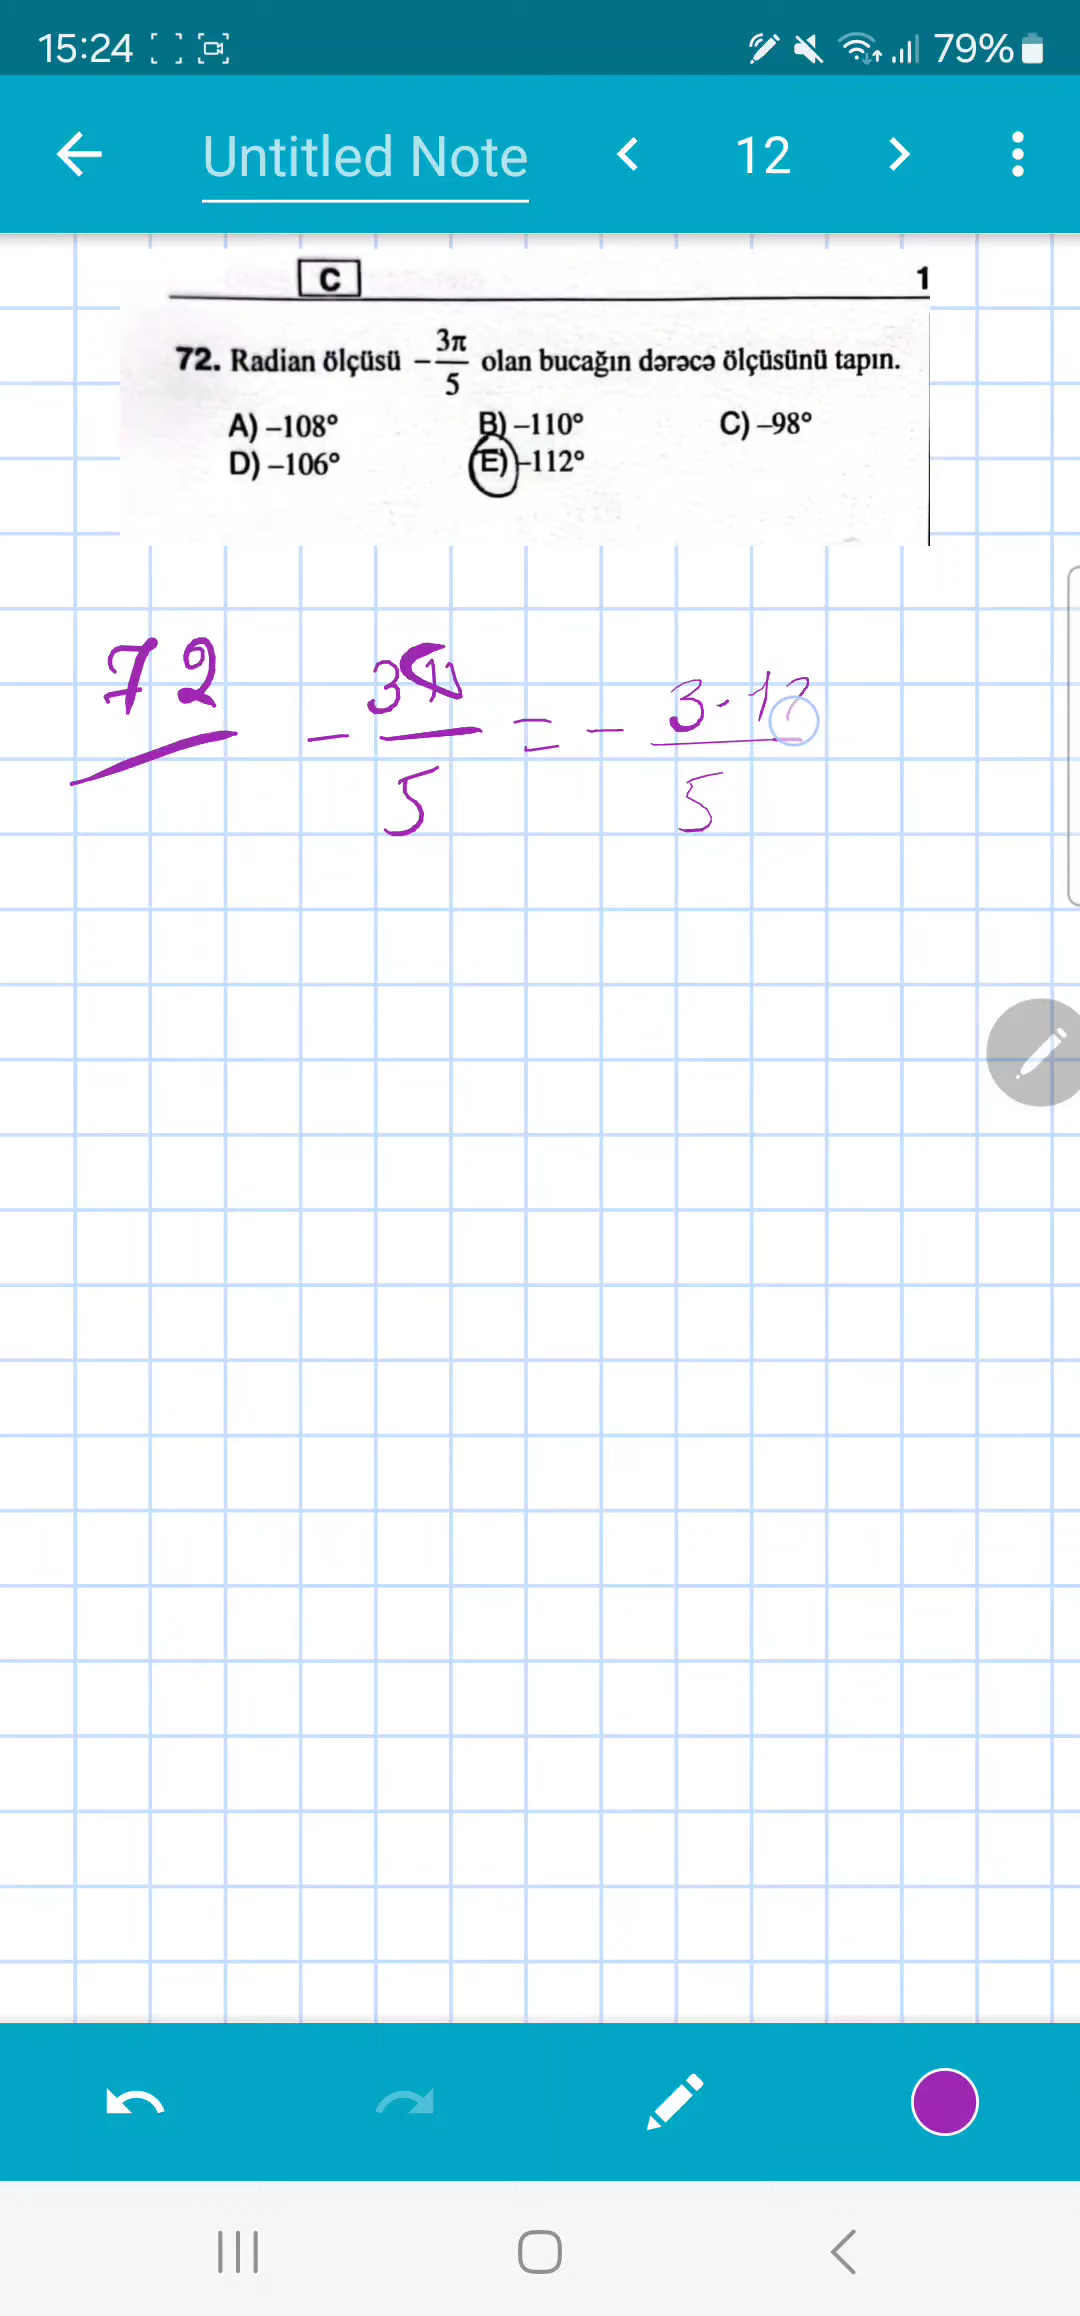 15:24 79%
Untitled Note < 12 >
C 1
72. Radian ölçüsü −3π/5 olan bucağın dərəcə ölçüsünü tapın.
A) –108° B) –110° C) –98°
D) –106° E) –112°
72 − 3π/5 = − 3·18/5